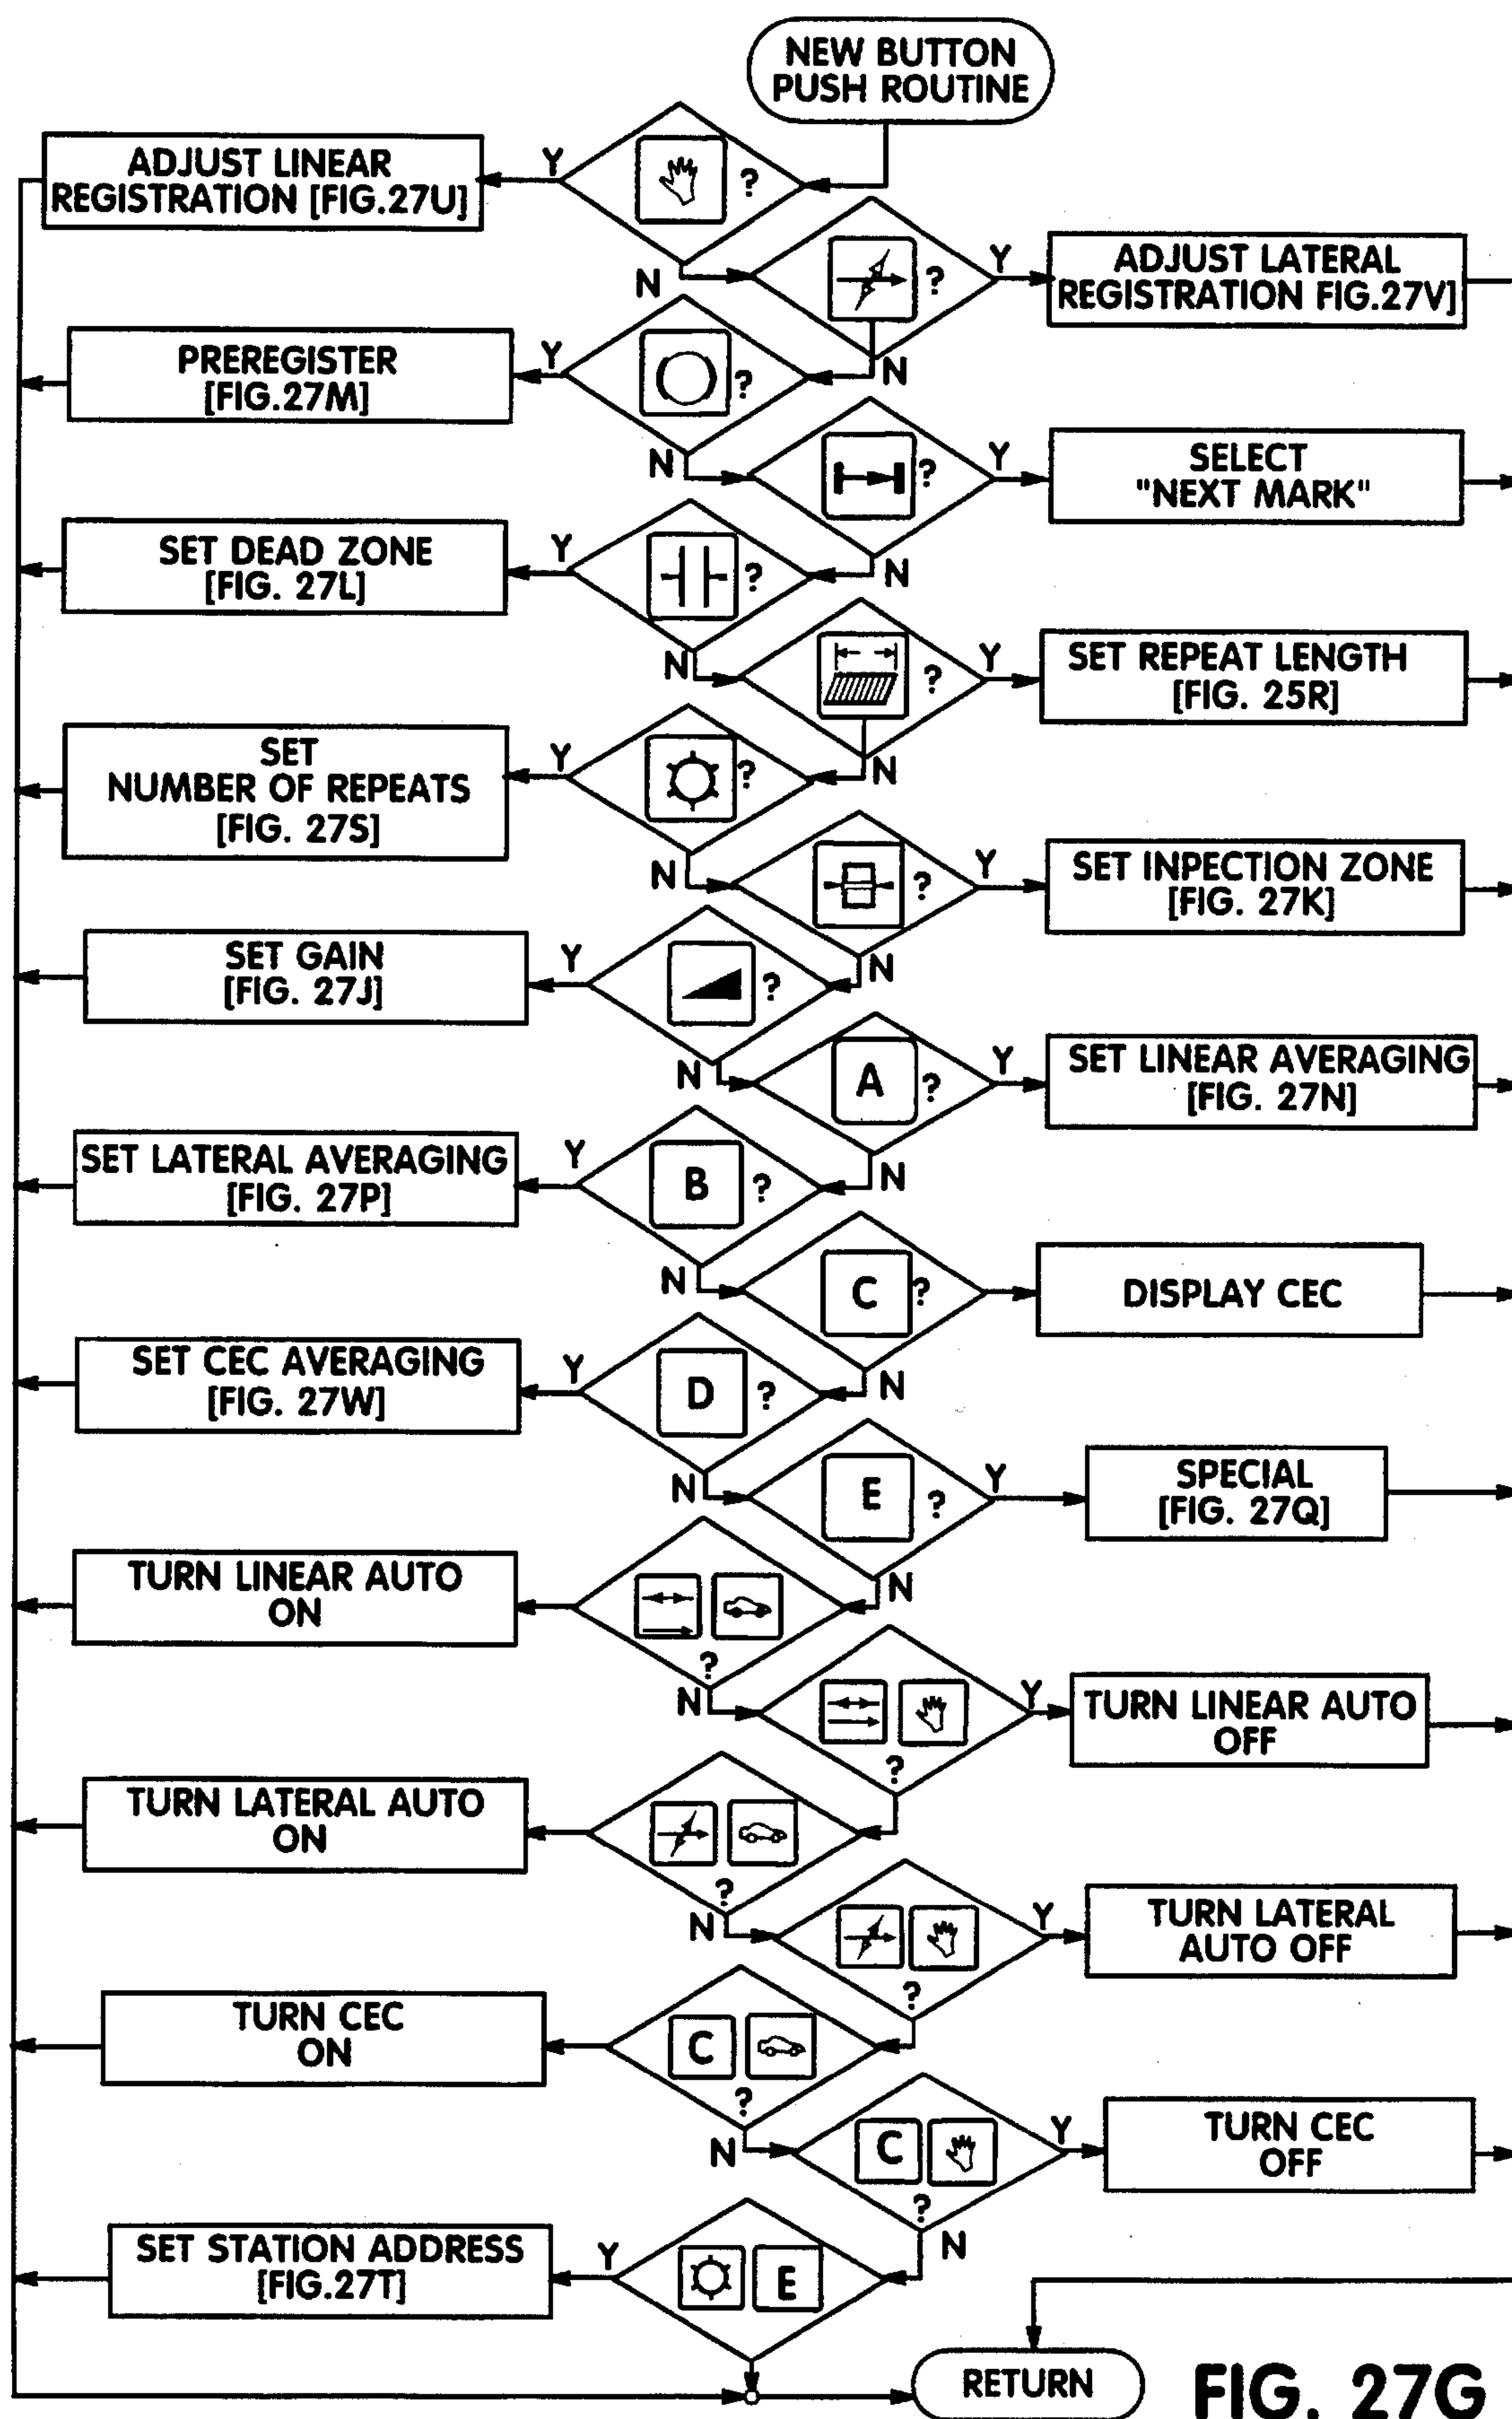 NEW BUTTON
PUSH ROUTINE
ADJUST LINEAR
REGISTRATION [FIG.27U]
Y
?
N
?
Y
ADJUST LATERAL
REGISTRATION FIG.27V]
N
PREREGISTER
[FIG.27M]
Y
?
N
?
Y
SELECT
"NEXT MARK"
N
SET DEAD ZONE
[FIG. 27L]
Y
?
N
?
Y
SET REPEAT LENGTH
[FIG. 25R]
N
SET
NUMBER OF REPEATS
[FIG. 27S]
Y
?
N
?
Y
SET INPECTION ZONE
[FIG. 27K]
N
SET GAIN
[FIG. 27J]
Y
?
N
A ?
Y
SET LINEAR AVERAGING
[FIG. 27N]
N
SET LATERAL AVERAGING
[FIG. 27P]
Y
B ?
N
C ?
DISPLAY CEC
N
SET CEC AVERAGING
[FIG. 27W]
Y
D ?
N
E ?
Y
SPECIAL
[FIG. 27Q]
N
TURN LINEAR AUTO
ON
?
N
?
Y
TURN LINEAR AUTO
OFF
TURN LATERAL AUTO
ON
?
N
?
Y
TURN LATERAL
AUTO OFF
TURN CEC
ON
C
?
N
C
?
Y
TURN CEC
OFF
N
SET STATION ADDRESS
[FIG.27T]
Y
E
RETURN
FIG. 27G